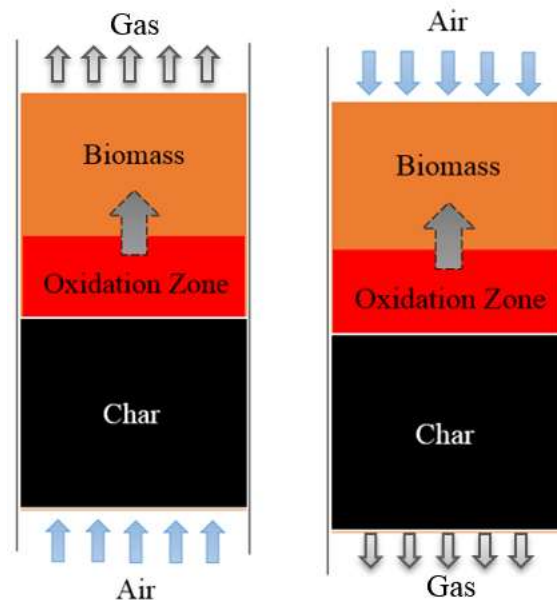 Gas
Biomass
Oxidation Zone
Char
Air
Air
Biomass
Oxidation Zone
Char
Gas